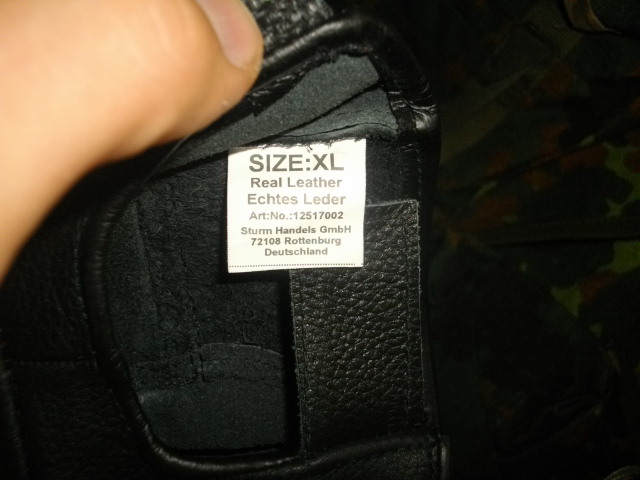 SIZE:XL
Real Leather
Echtes Leder
Art:No.:12517002
Sturm Handels GmbH
72108 Rottenburg
Deutschland